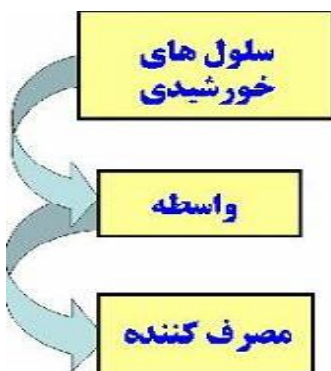 سلول های
خورشیدی
واسطه
مصرف کننده